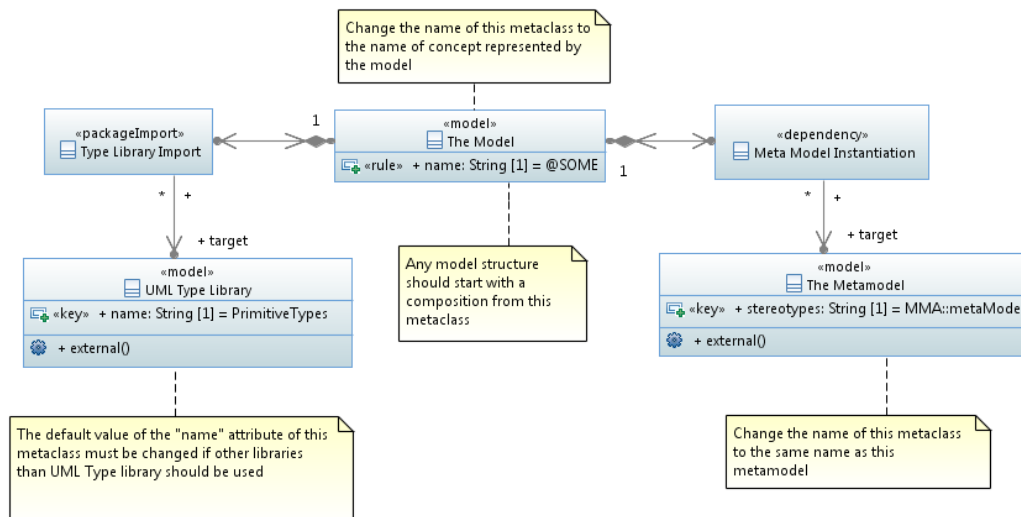 Change the name of this metaclass to
the name of concept represented by
the model
«packageImport»
Type Library Import
1
«model»
The Model
«rule» + name: String [1] = @SOME
1
«dependency»
Meta Model Instantiation
* +
+ target
* +
+ target
«model»
UML Type Library
«key» + name: String [1] = PrimitiveTypes
+ external()
Any model structure
should start with a
composition from this
metaclass
«model»
The Metamodel
«key» + stereotypes: String [1] = MMA::metaMode
+ external()
The default value of the "name" attribute of this
metaclass must be changed if other libraries
than UML Type library should be used
Change the name of this metaclass
to the same name as this
metamodel